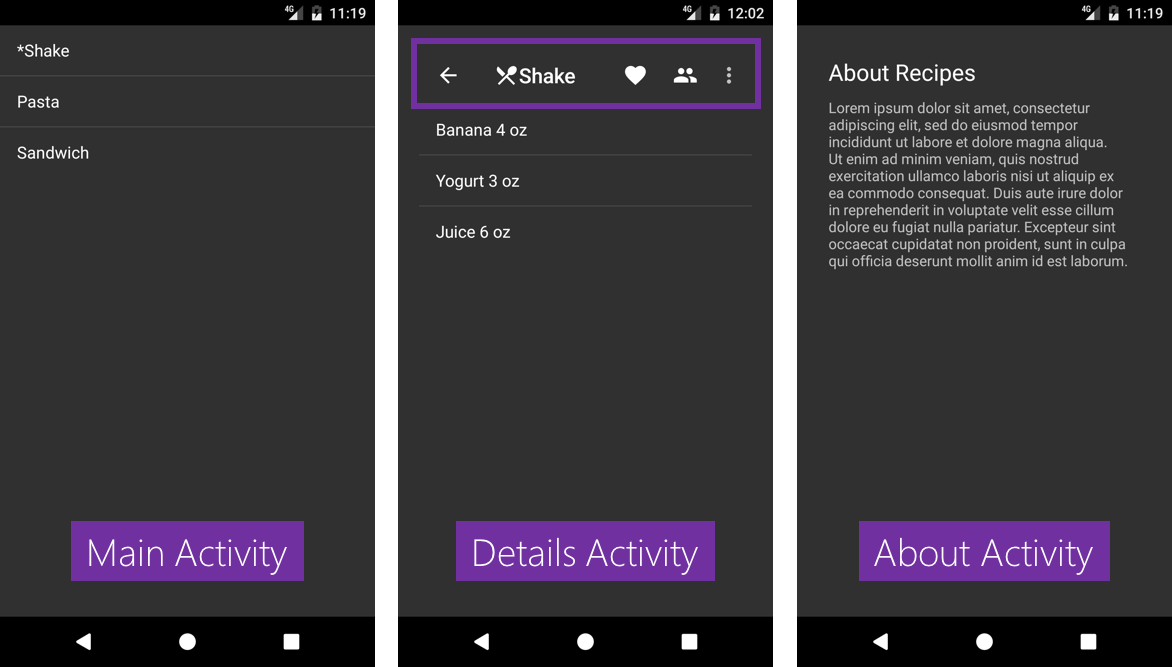 4G 11:19
*Shake
Pasta
Sandwich
Main Activity
4G 12:02
Shake
Banana 4 oz
Yogurt 3 oz
Juice 6 oz
Details Activity
4G 11:19
About Recipes
Lorem ipsum dolor sit amet, consectetur
adipiscing elit, sed do eiusmod tempor
incididunt ut labore et dolore magna aliqua.
Ut enim ad minim veniam, quis nostrud
exercitation ullamco laboris nisi ut aliquip ex
ea commodo consequat. Duis aute irure dolor
in reprehenderit in voluptate velit esse cillum
dolore eu fugiat nulla pariatur. Excepteur sint
occaecat cupidatat non proident, sunt in culpa
qui officia deserunt mollit anim id est laborum.
About Activity